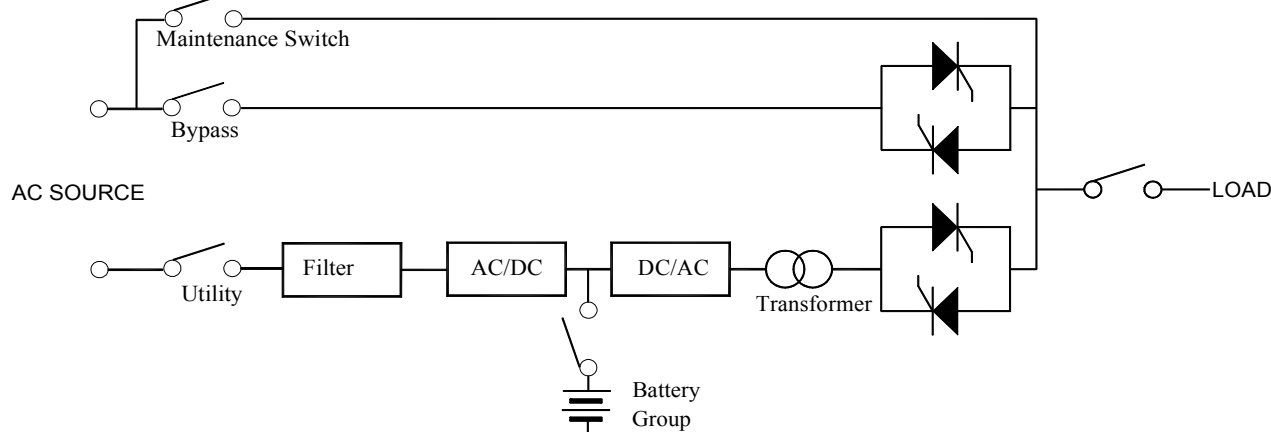 Maintenance Switch
Bypass
AC SOURCE
LOAD
Filter
AC/DC
DC/AC
Utility
Transformer
Battery
Group